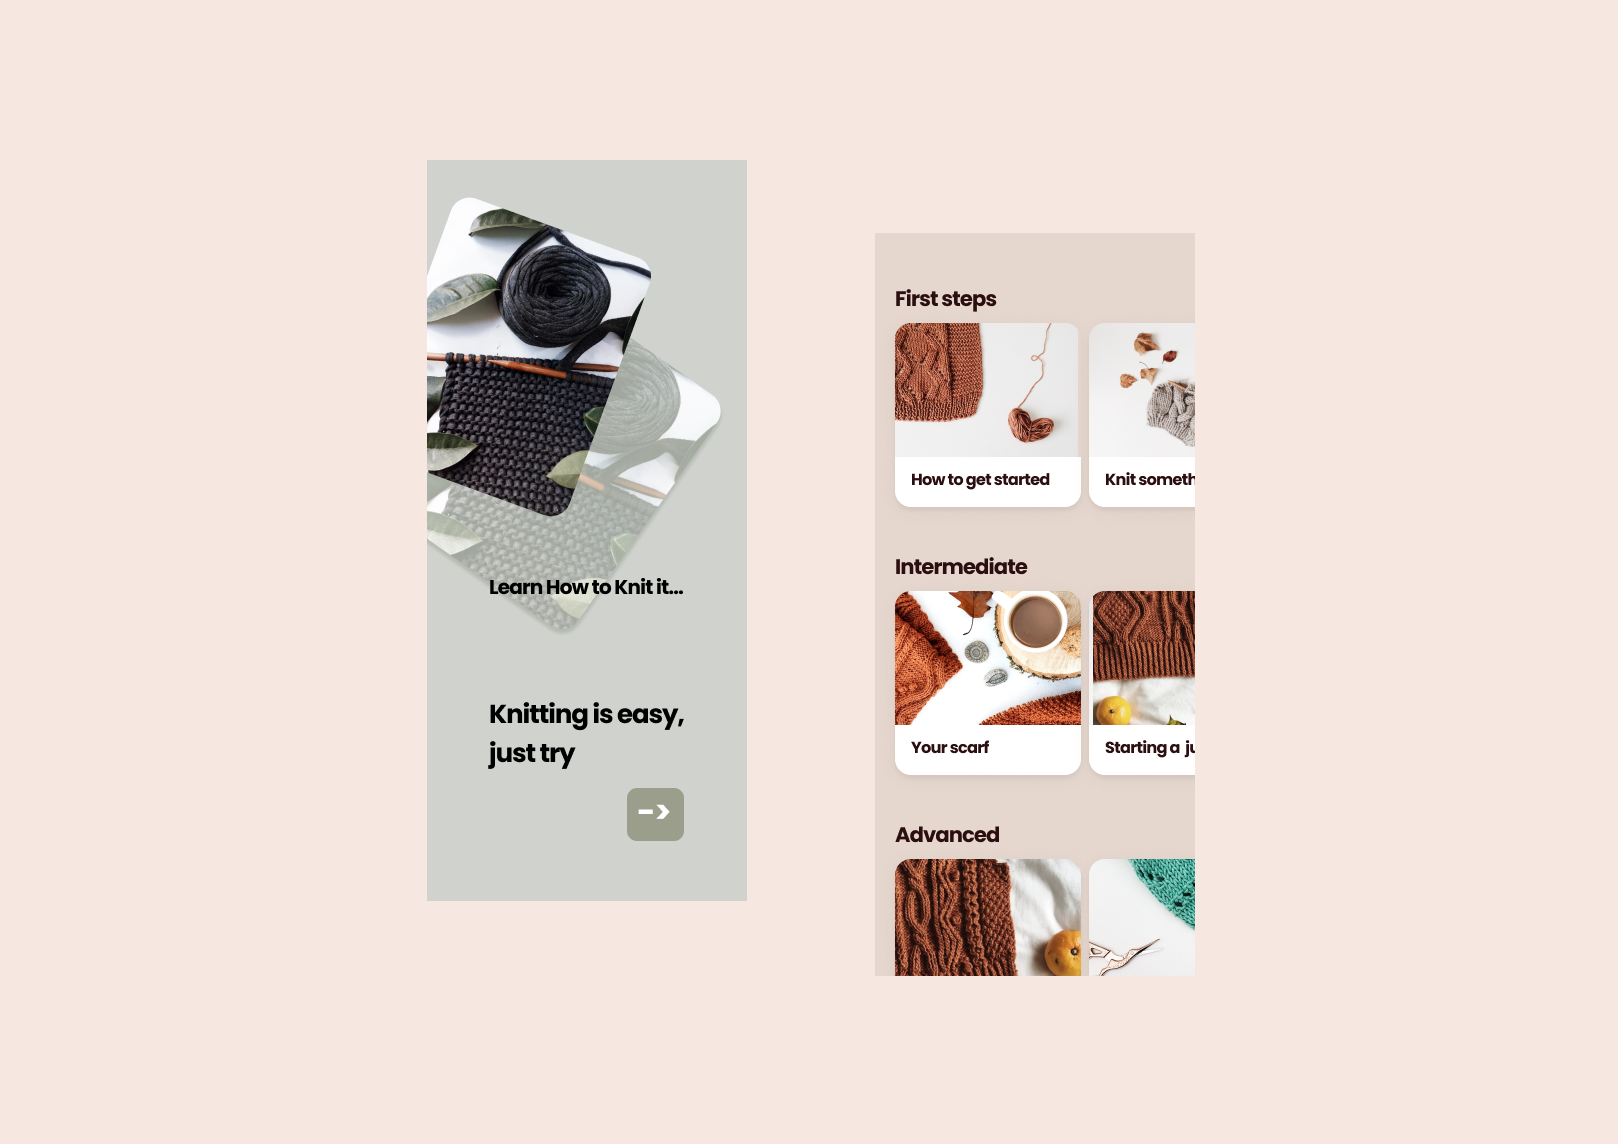 Learn How to Knit it...
Knitting is easy,
just try
->
First steps
How to get started
Knit someth
Intermediate
Your scarf
Starting a ju
Advanced